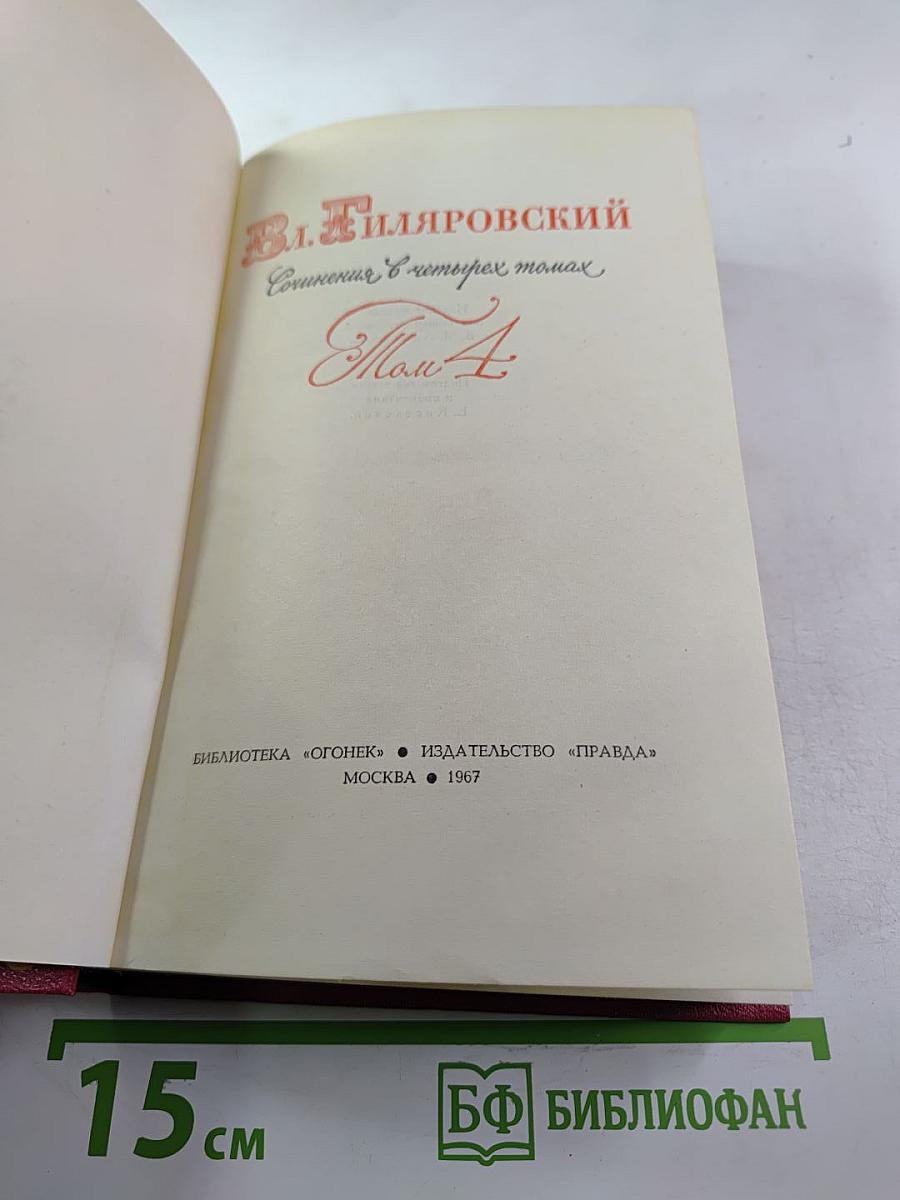 Вл. Гиляровский
Сочинения в четырех томах
Том 4
БИБЛИОТЕКА «ОГОНЕК» ● ИЗДАТЕЛЬСТВО «ПРАВДА»
МОСКВА ● 1967
15 см
БФ БИБЛИОФАН